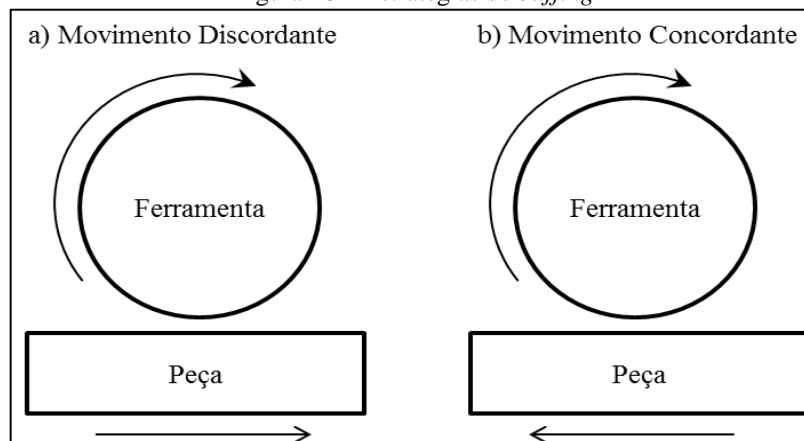 a) Movimento Discordante
b) Movimento Concordante
Ferramenta
Ferramenta
Peça
Peça